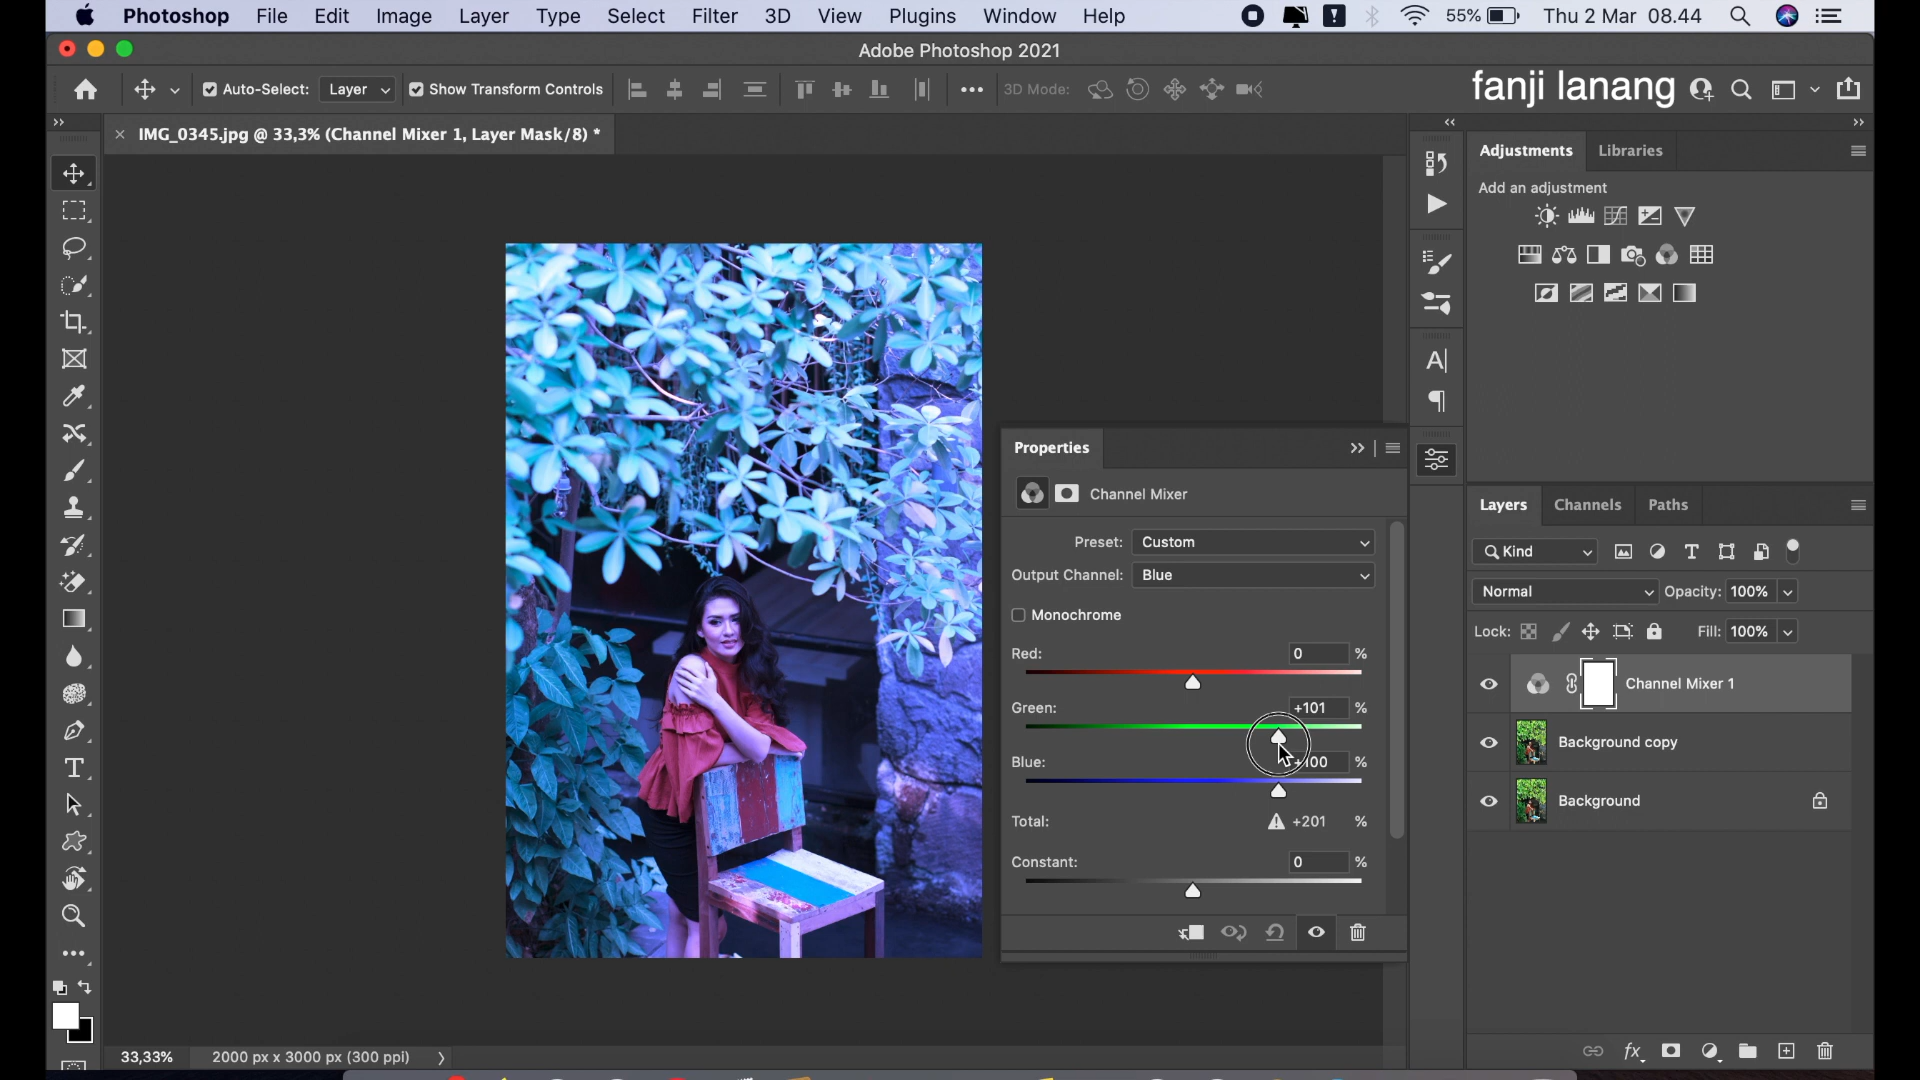 Photoshop File Edit Image Layer Type Select Filter 3D View Plugins Window Help 55% Thu 2 Mar 08.44
Adobe Photoshop 2021
Auto-Select: Layer Show Transform Controls 3D Mode: fanji lanang
IMG_0345.jpg @ 33,3% (Channel Mixer 1, Layer Mask/8) *
Adjustments Libraries
Add an adjustment
Properties
Channel Mixer
Preset: Custom
Output Channel: Blue
Monochrome
Red: 0 %
Green: +101 %
Blue: +100 %
Total: +201 %
Constant: 0 %
Layers Channels Paths
Kind
Normal Opacity: 100%
Lock: Fill: 100%
Channel Mixer 1
Background copy
Background
33,33% 2000 px x 3000 px (300 ppi)